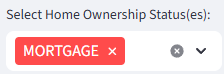 Select Home Ownership Status(es):
MORTGAGE ×